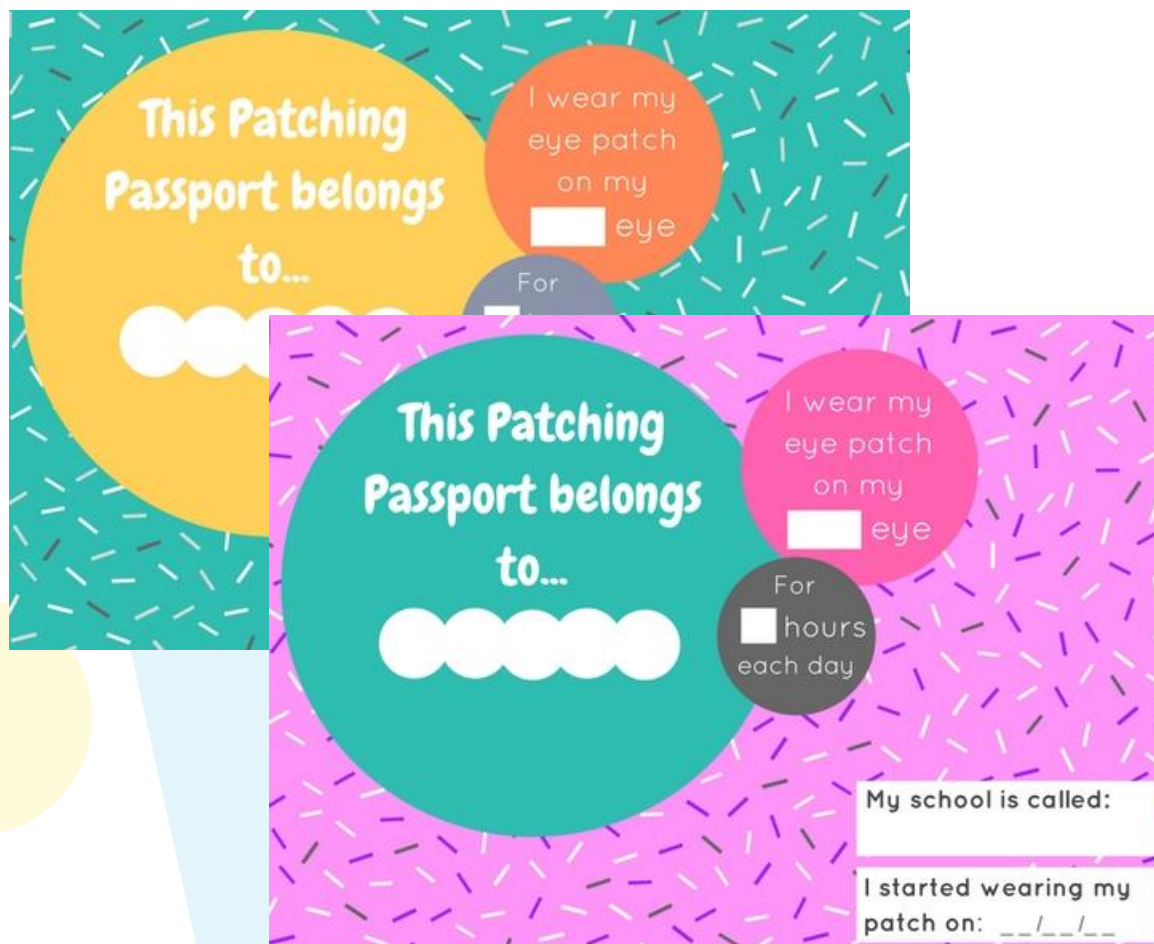 This Patching
Passport belongs
to...
I wear my
eye patch
on my
eye
For
This Patching
Passport belongs
to...
I wear my
eye patch
on my
eye
For
hours
each day
My school is called:
I started wearing my
patch on: __/__/__